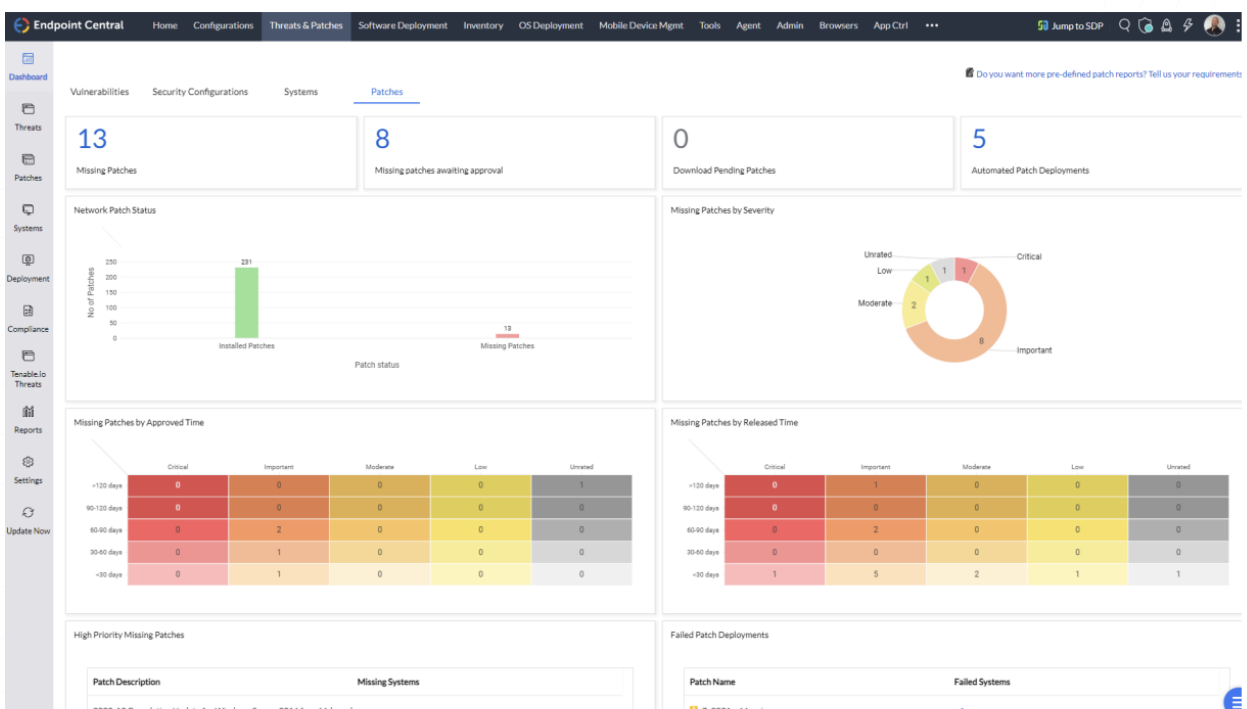 Endpoint Central Home Configurations Threats & Patches Software Deployment Inventory OS Deployment Mobile Device Mgmt Tools Agent Admin Browsers App Ctrl ••• Jump to SDP
Dashboard
Threats
Patches
Systems
Deployment
Compliance
Tenable.io
Threats
Reports
Settings
Update Now
Do you want more pre-defined patch reports? Tell us your requirements
Vulnerabilities Security Configurations Systems Patches
13
Missing Patches
8
Missing patches awaiting approval
0
Download Pending Patches
5
Automated Patch Deployments
Network Patch Status
No of Patches
250
200
150
100
50
0
231
13
Installed Patches Missing Patches
Patch status
Missing Patches by Severity
Unrated
Critical
Low
Moderate
Important
1
1
1
2
8
Missing Patches by Approved Time
Critical Important Moderate Low Unrated
>120 days 0 0 0 0 1
90-120 days 0 0 0 0 0
60-90 days 0 2 0 0 0
30-60 days 0 1 0 0 0
<30 days 0 1 0 0 0
Missing Patches by Released Time
Critical Important Moderate Low Unrated
>120 days 0 1 0 0 0
90-120 days 0 0 0 0 0
60-90 days 0 2 0 0 0
30-60 days 0 0 0 0 0
<30 days 1 5 2 1 1
High Priority Missing Patches
Patch Description Missing Systems
Failed Patch Deployments
Patch Name Failed Systems